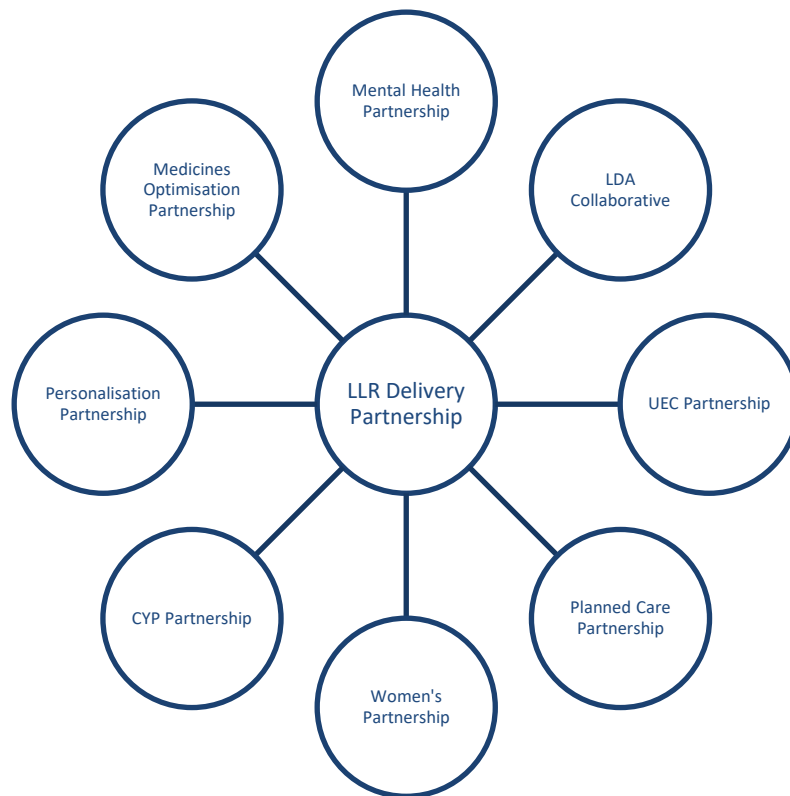 Mental Health
Partnership
Medicines
Optimisation
Partnership
LDA
Collaborative
Personalisation
Partnership
LLR Delivery
Partnership
UEC Partnership
CYP Partnership
Planned Care
Partnership
Women's
Partnership